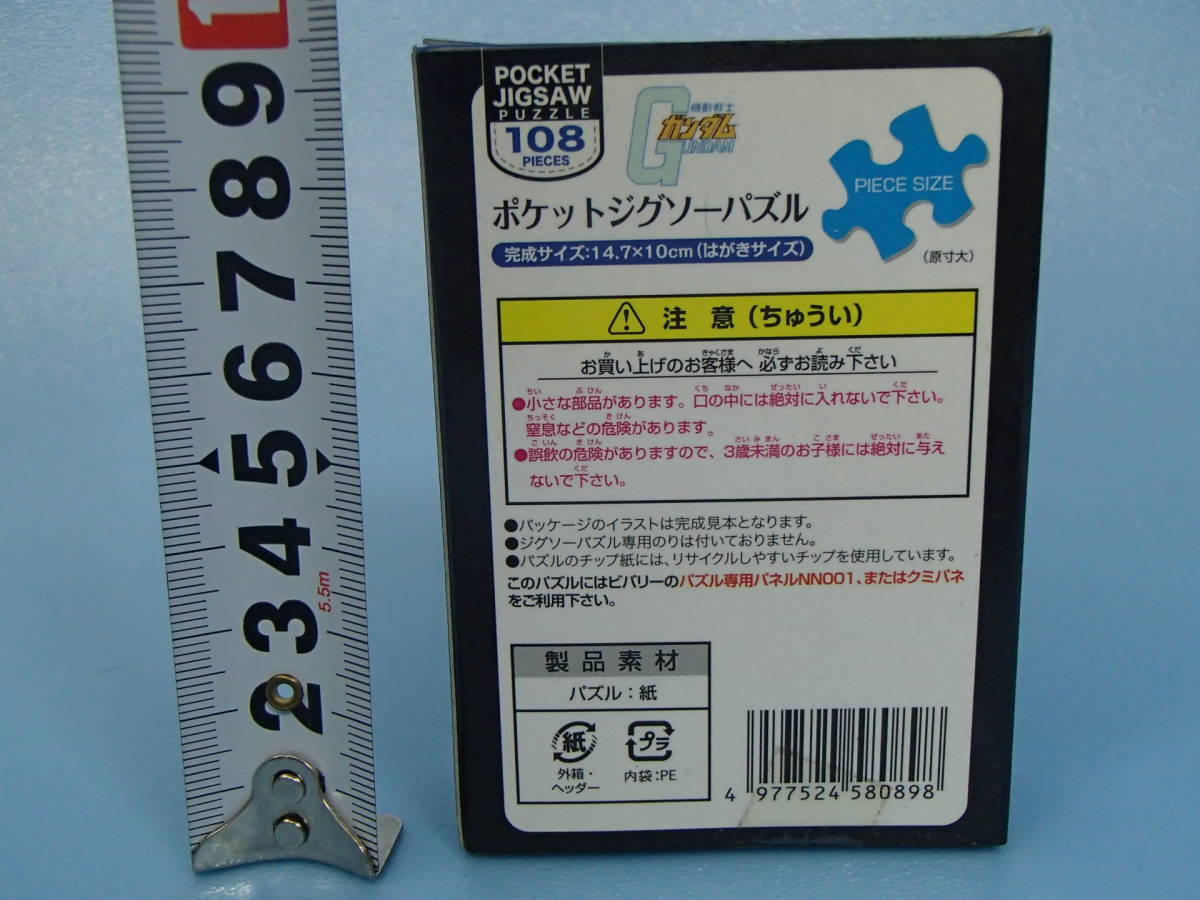 1
9
8
7
6
5
4
3
5.5m
2
POCKET
JIGSAW
PUZZLE
108
PIECES
機動戦士
ガンダム
GUNDAM
PIECE SIZE
(原寸大)
ポケットジグソーパズル
完成サイズ:14.7×10cm(はがきサイズ)
注 意(ちゅうい)
お買い上げのお客様へ 必ずお読み下さい
●小さな部品があります。口の中には絶対に入れないで下さい。
窒息などの危険があります。
●誤飲の危険がありますので、3歳未満のお子様には絶対に与え
ないで下さい。
●パッケージのイラストは完成見本となります。
●ジグソーパズル専用のりは付いておりません。
●パズルのチップ紙には、リサイクルしやすいチップを使用しています。
このパズルにはビバリーのパズル専用パネルNN001、またはクミパネ
をご利用下さい。
製品素材
パズル:紙
紙
外箱・
ヘッダー
プラ
内袋:PE
4 977524 580898